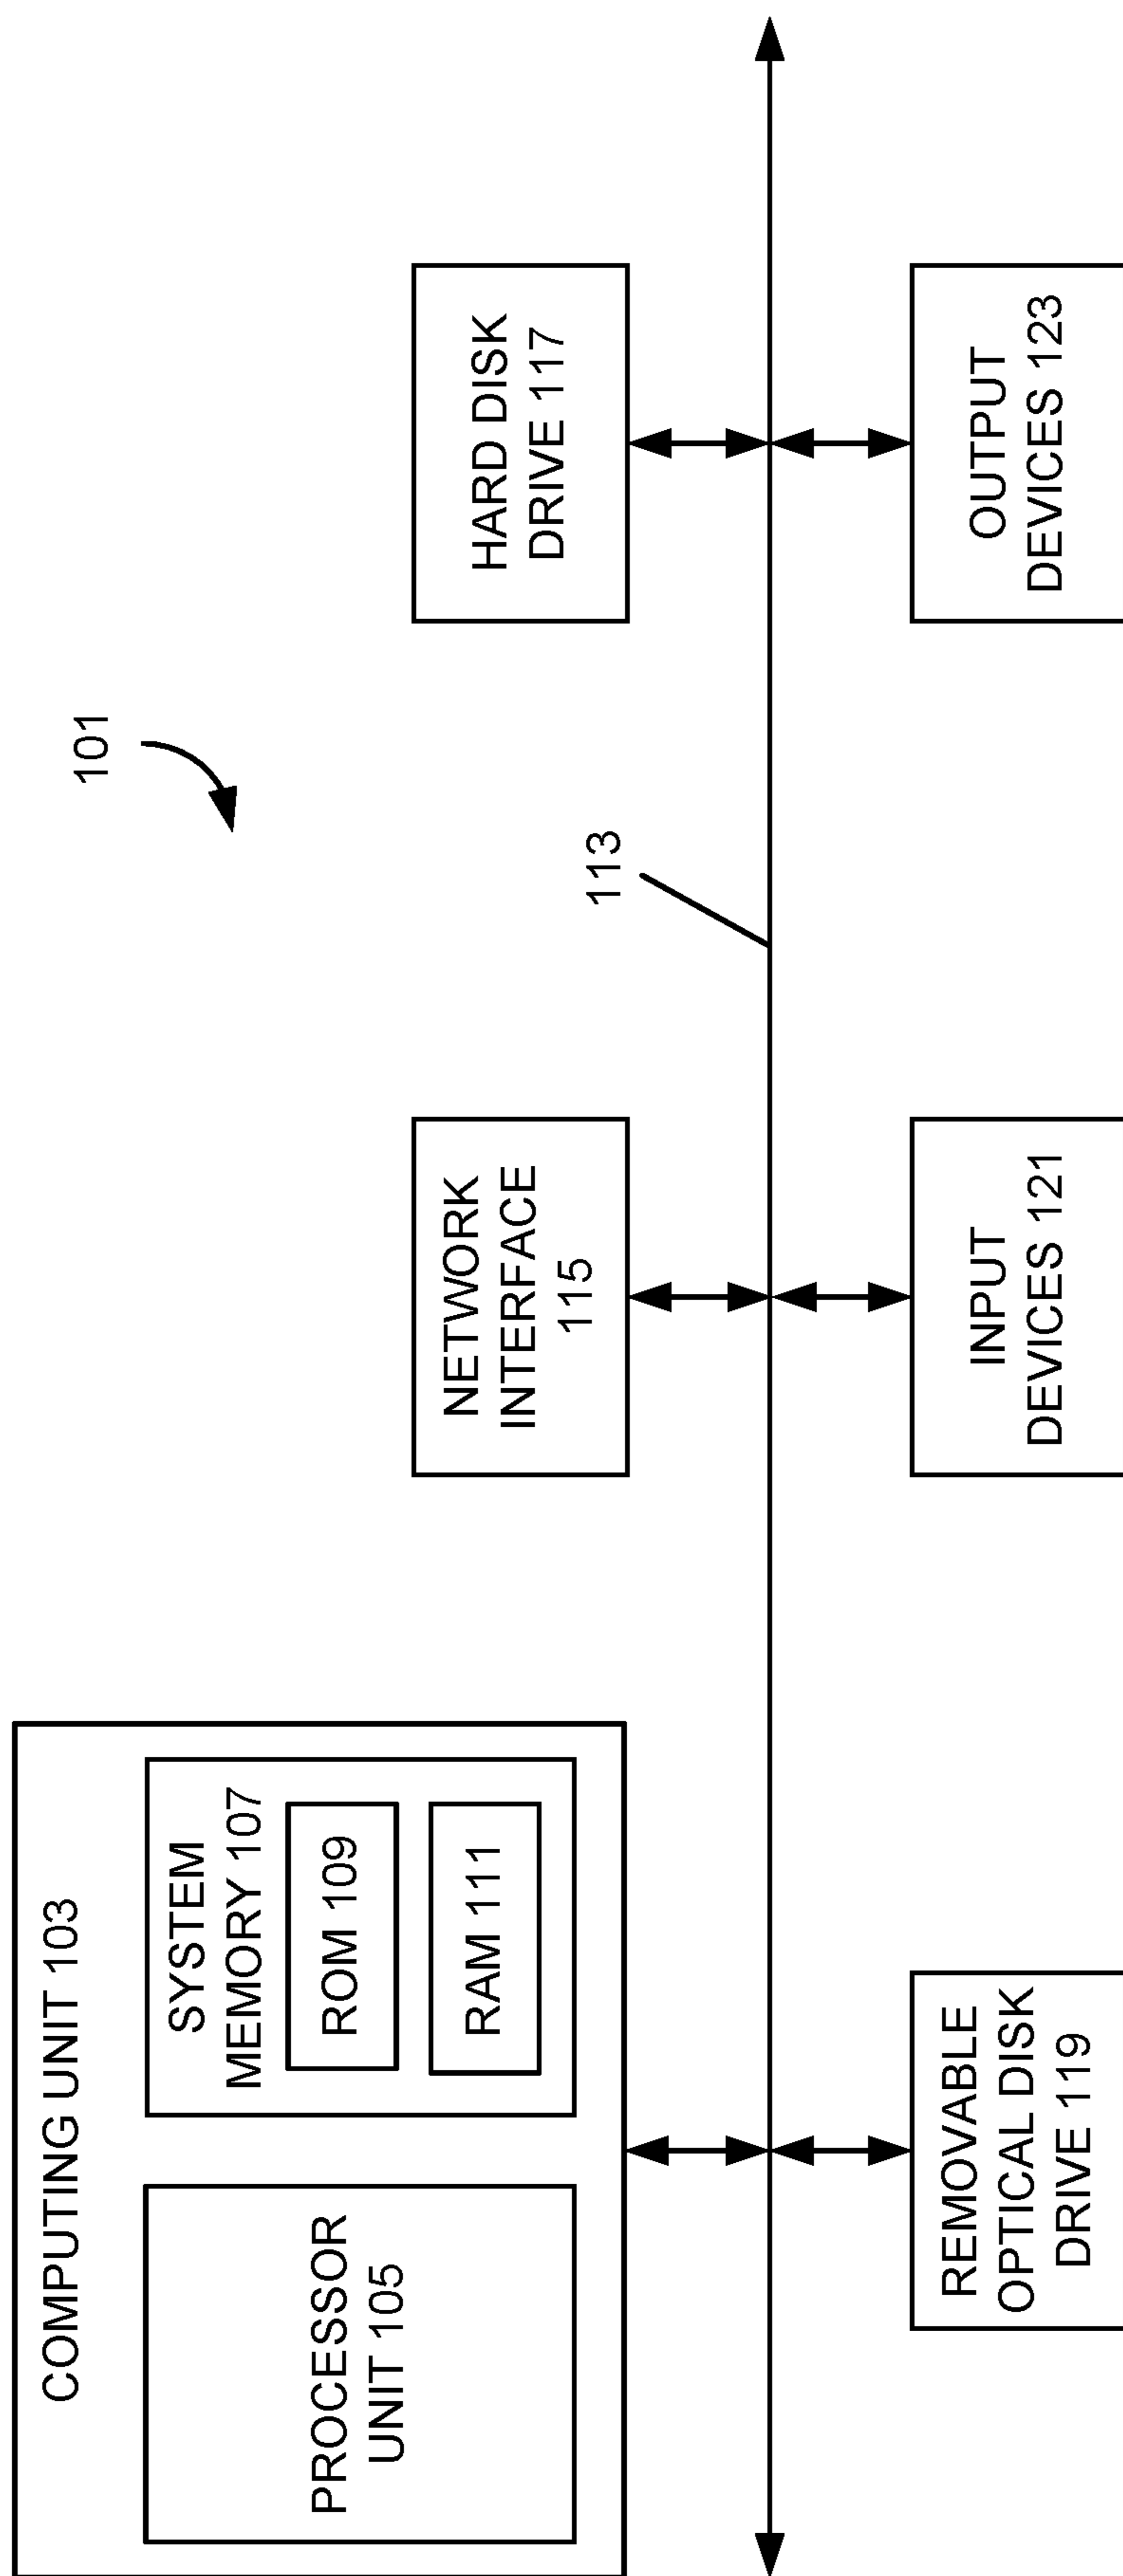 101
COMPUTING UNIT 103
PROCESSOR
UNIT 105
SYSTEM
MEMORY 107
ROM 109
RAM 111
NETWORK
INTERFACE
115
HARD DISK
DRIVE 117
113
REMOVABLE
OPTICAL DISK
DRIVE 119
INPUT
DEVICES 121
OUTPUT
DEVICES 123